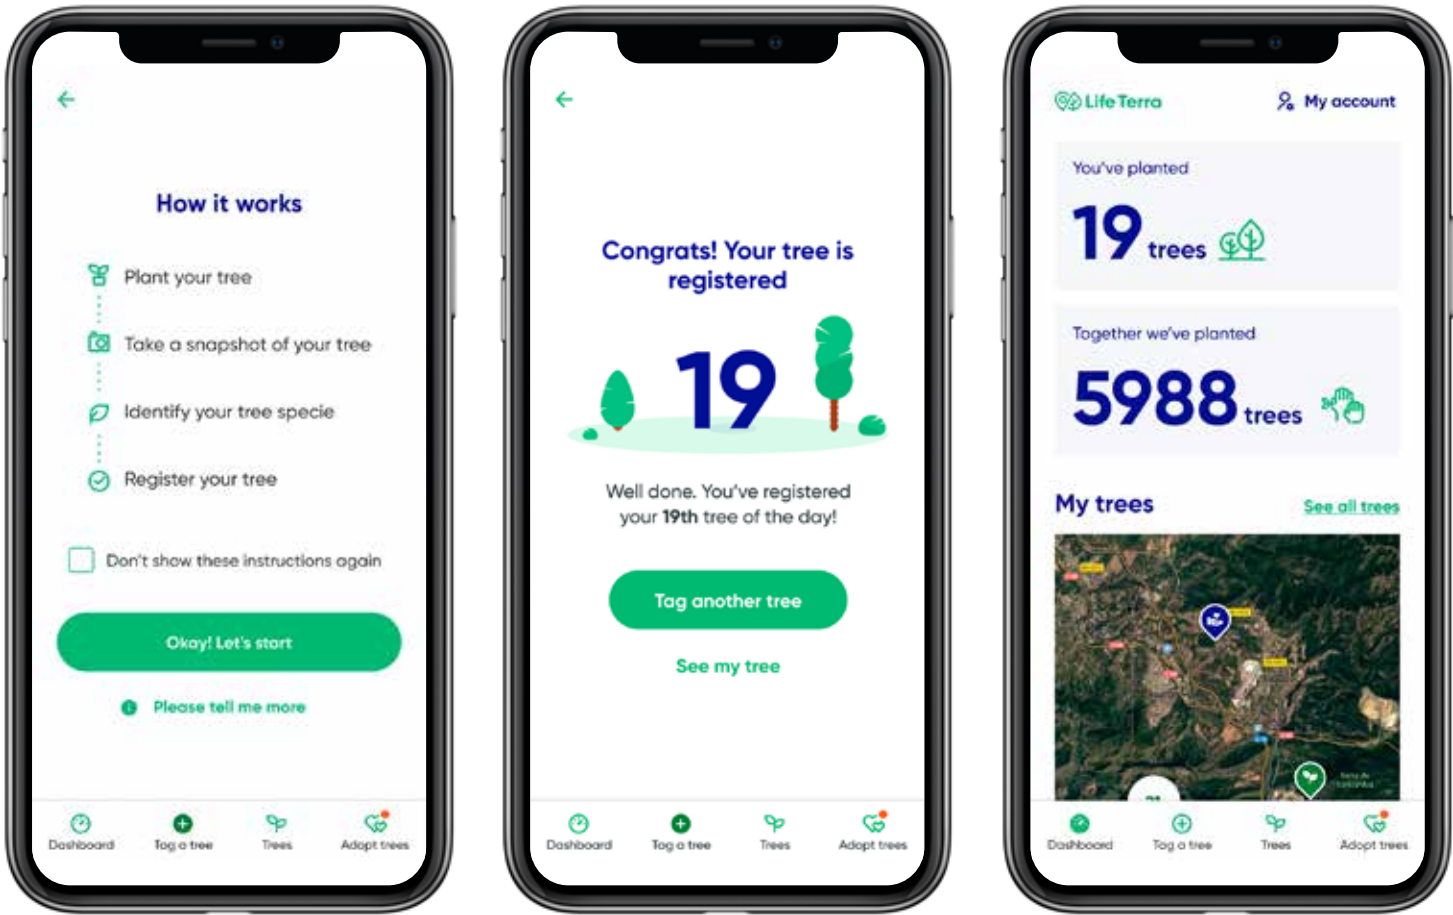 How it works
Plant your tree
Take a snapshot of your tree
Identify your tree specie
Register your tree
Don't show these instructions again
Okay! Let's start
Please tell me more
Dashboard
Tag a tree
Trees
Adopt trees
Congrats! Your tree is
registered
19
Well done. You've registered
your 19th tree of the day!
Tag another tree
See my tree
Dashboard
Tag a tree
Trees
Adopt trees
Life Terra
My account
You've planted
19 trees
Together we've planted
5988 trees
My trees
See all trees
Dashboard
Tag a tree
Trees
Adopt trees